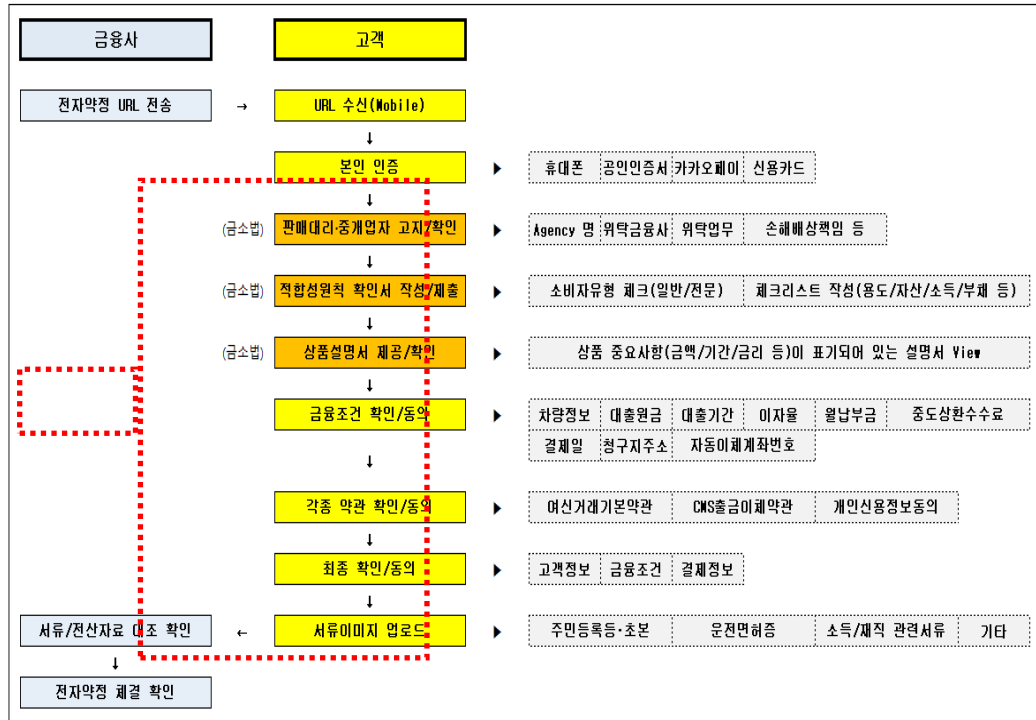 금융사 고객
전자약정 URL 전송 → URL 수신(Mobile)
↓
본인 인증 ▶ 휴대폰 공인인증서 카카오페이 신용카드
↓
(금소법) 판매대리·중개업자 고지/확인 ▶ Agency 명 위탁금융사 위탁업무 손해배상책임 등
↓
(금소법) 적합성원칙 확인서 작성/제출 ▶ 소비자유형 체크(일반/전문) 체크리스트 작성(용도/자산/소득/부채 등)
↓
(금소법) 상품설명서 제공/확인 ▶ 상품 중요사항(금액/기간/금리 등)이 표기되어 있는 설명서 View
↓
금융조건 확인/동의 ▶ 차량정보 대출원금 대출기간 이자율 월납부금 중도상환수수료
결제일 청구지주소 자동이체계좌번호
↓
각종 약관 확인/동의 ▶ 여신거래기본약관 CMS출금이체약관 개인신용정보동의
↓
최종 확인/동의 ▶ 고객정보 금융조건 결제정보
↓
서류/전산자료 대조 확인 ← 서류이미지 업로드 ▶ 주민등록등·초본 운전면허증 소득/재직 관련서류 기타
↓
전자약정 체결 확인